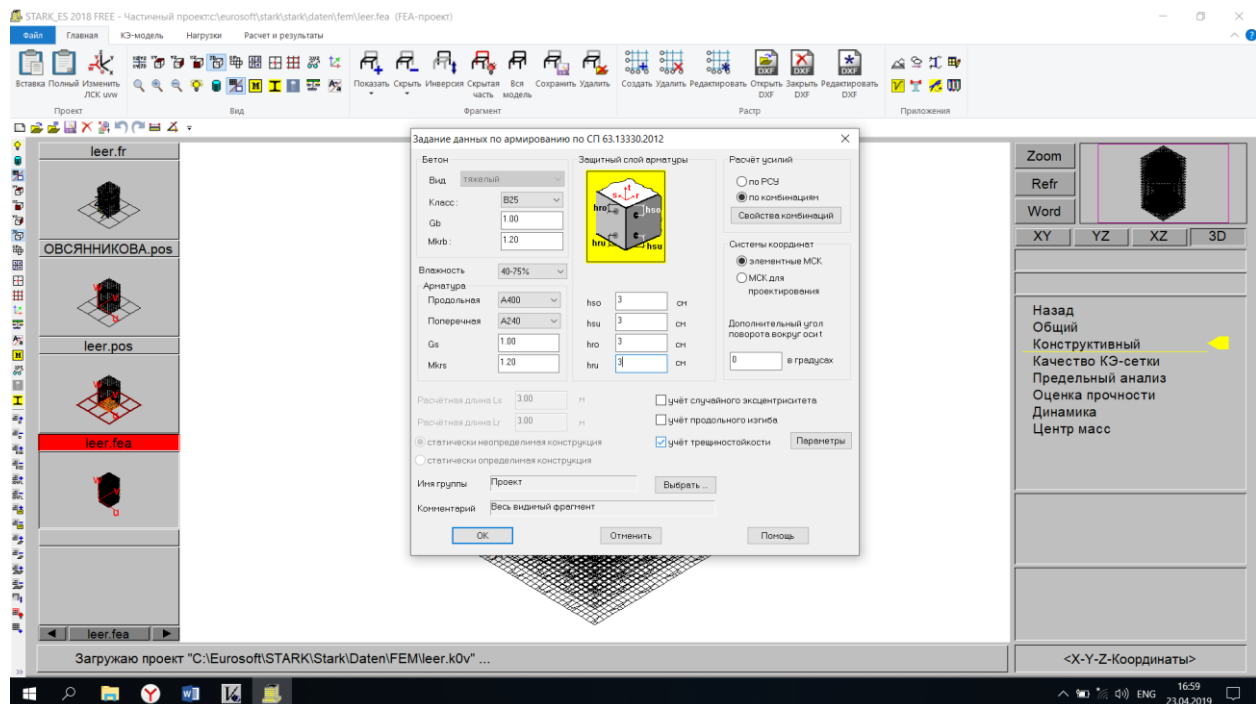 STARK_ES 2018 FREE - Частичный проект:c:\eurosoft\stark\stark\daten\fem\leer.fea (FEA-проект)
Файл Главная КЭ-модель Нагрузки Расчет и результаты
Вставка Полный Изменить ЛСК uvw
Показать Скрыть Инверсия Скрытая часть Вся модель Сохранить Удалить
Создать Удалить Редактировать Открыть DXF Закрыть DXF Редактировать DXF
Проект Вид Фрагмент Растр Приложения
leer.fr
ОВСЯННИКОВА.pos
leer.pos
leer.fea
leer.fea
Задание данных по армированию по СП 63.13330.2012
Бетон
Вид тяжелый
Класс: B25
Gb 1.00
Mkrb: 1.20
Влажность 40-75%
Арматура
Продольная A400
Поперечная A240
Gs 1.00
Mkrs 1.20
Защитный слой арматуры
s t r
hro hso
hru hsu
hso 3 см
hsu 3 см
hro 3 см
hru 3 см
Расчёт усилий
по РСУ
по комбинациям
Свойства комбинаций
Системы координат
элементные МСК
МСК для
проектирования
Дополнительный угол
поворота вокруг оси t
0 в градусах
Расчётная длина Ls 3.00 м
Расчётная длина Lr 3.00 м
статически неопределимая конструкция
статически определимая конструкция
учёт случайного эксцентриситета
учёт продольного изгиба
учёт трещиностойкости Параметры
Имя группы Проект Выбрать ...
Комментарий Весь видимый фрагмент
OK Отменить Помощь
Zoom
Refr
Word
XY YZ XZ 3D
Назад
Общий
Конструктивный
Качество КЭ-сетки
Предельный анализ
Оценка прочности
Динамика
Центр масс
Загружаю проект "C:\Eurosoft\STARK\Stark\Daten\FEM\leer.k0v" ...
<X-Y-Z-Координаты>
ENG 16:59
23.04.2019